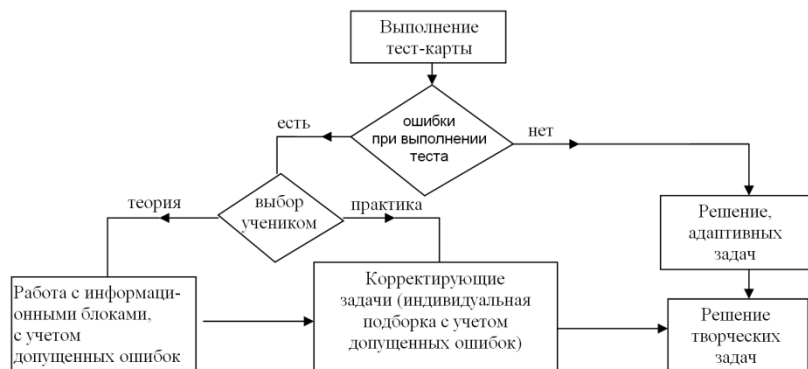 Выполнение
тест-карты
ошибки
при выполнении
теста
есть
нет
выбор
учеником
теория
практика
Решение,
адаптивных
задач
Работа с информаци-
онными блоками,
с учетом
допущенных ошибок
Корректирующие
задачи (индивидуальная
подборка с учетом
допущенных ошибок)
Решение
творческих
задач